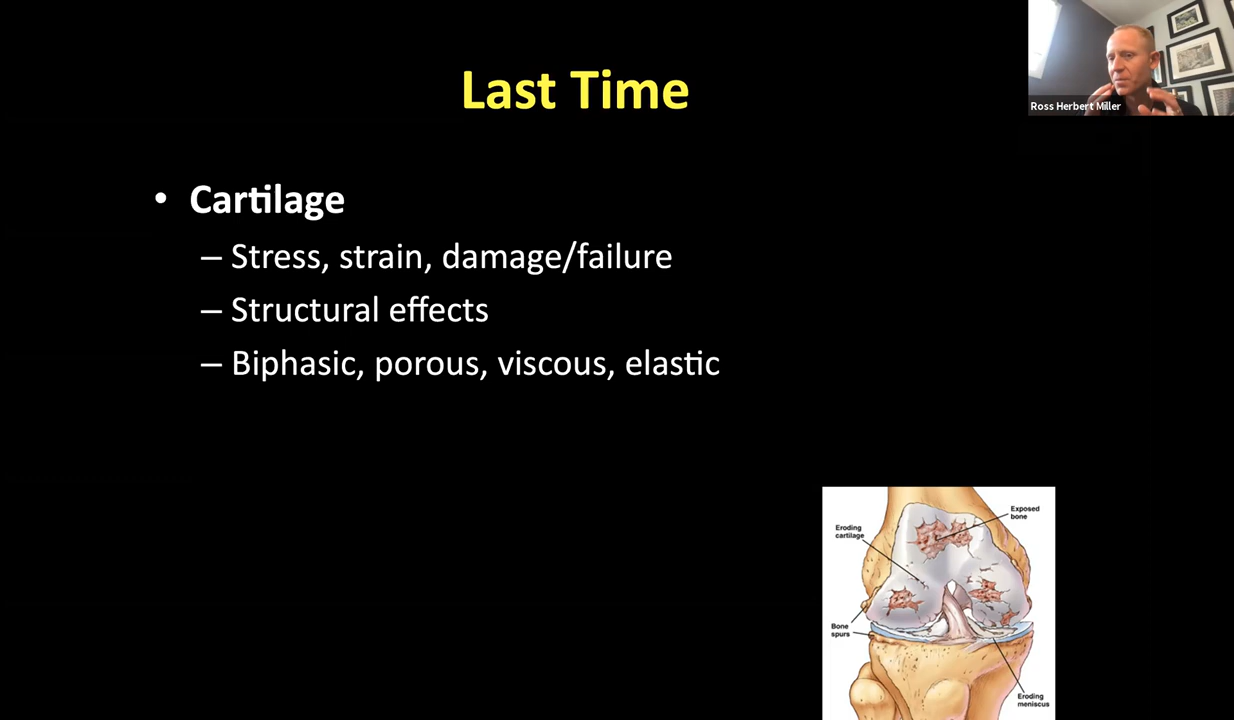 Last Time
Ross Herbert Miller
• Cartilage
– Stress, strain, damage/failure
– Structural effects
– Biphasic, porous, viscous, elastic
Exposed
bone
Eroding
cartilage
Bone
spurs
Eroding
meniscus